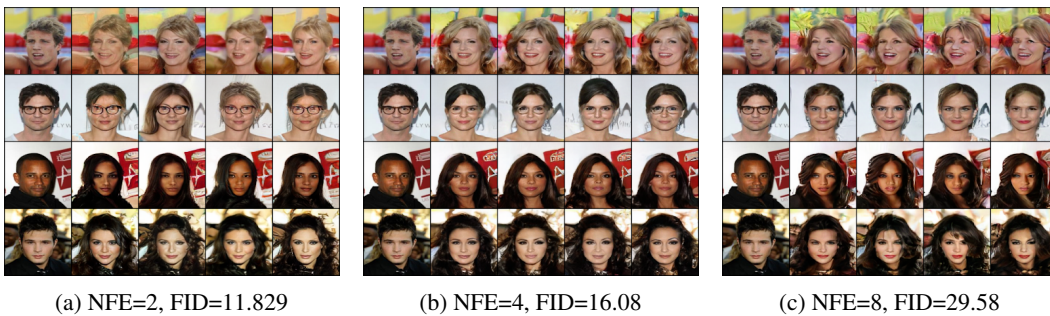 (a) NFE=2, FID=11.829
(b) NFE=4, FID=16.08
(c) NFE=8, FID=29.58